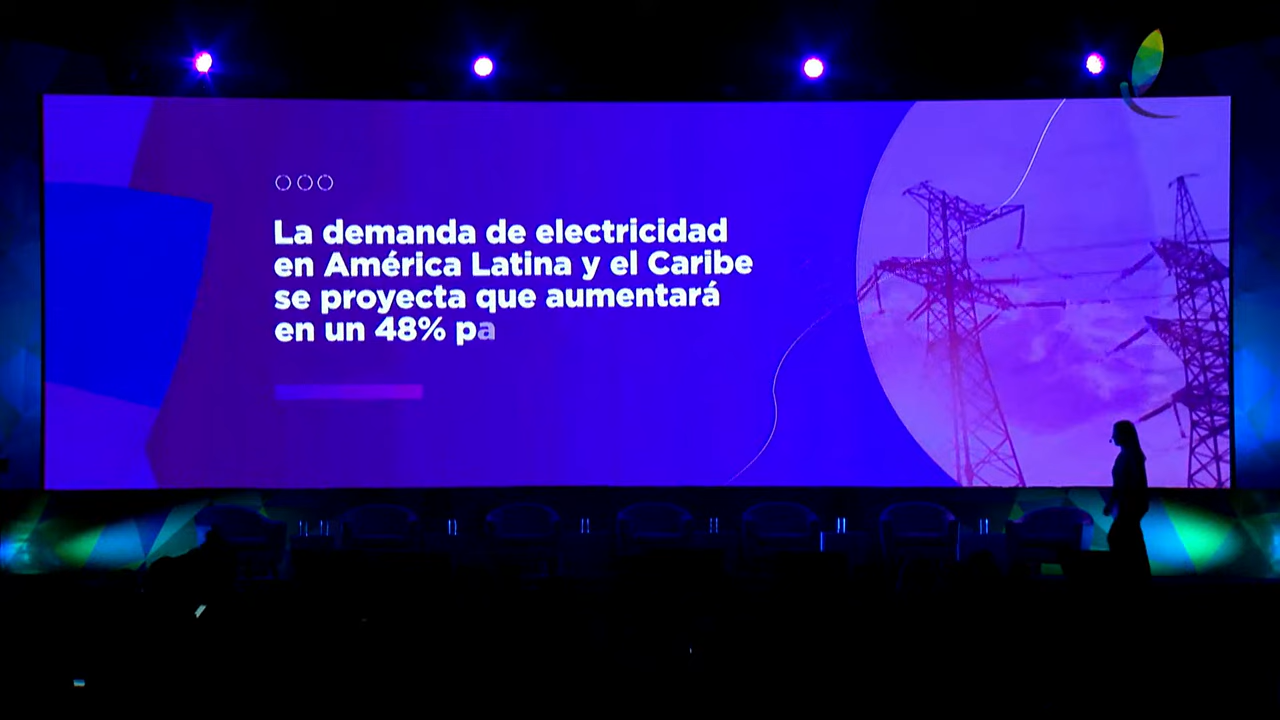 La demanda de electricidad
en América Latina y el Caribe
se proyecta que aumentará
en un 48% pa